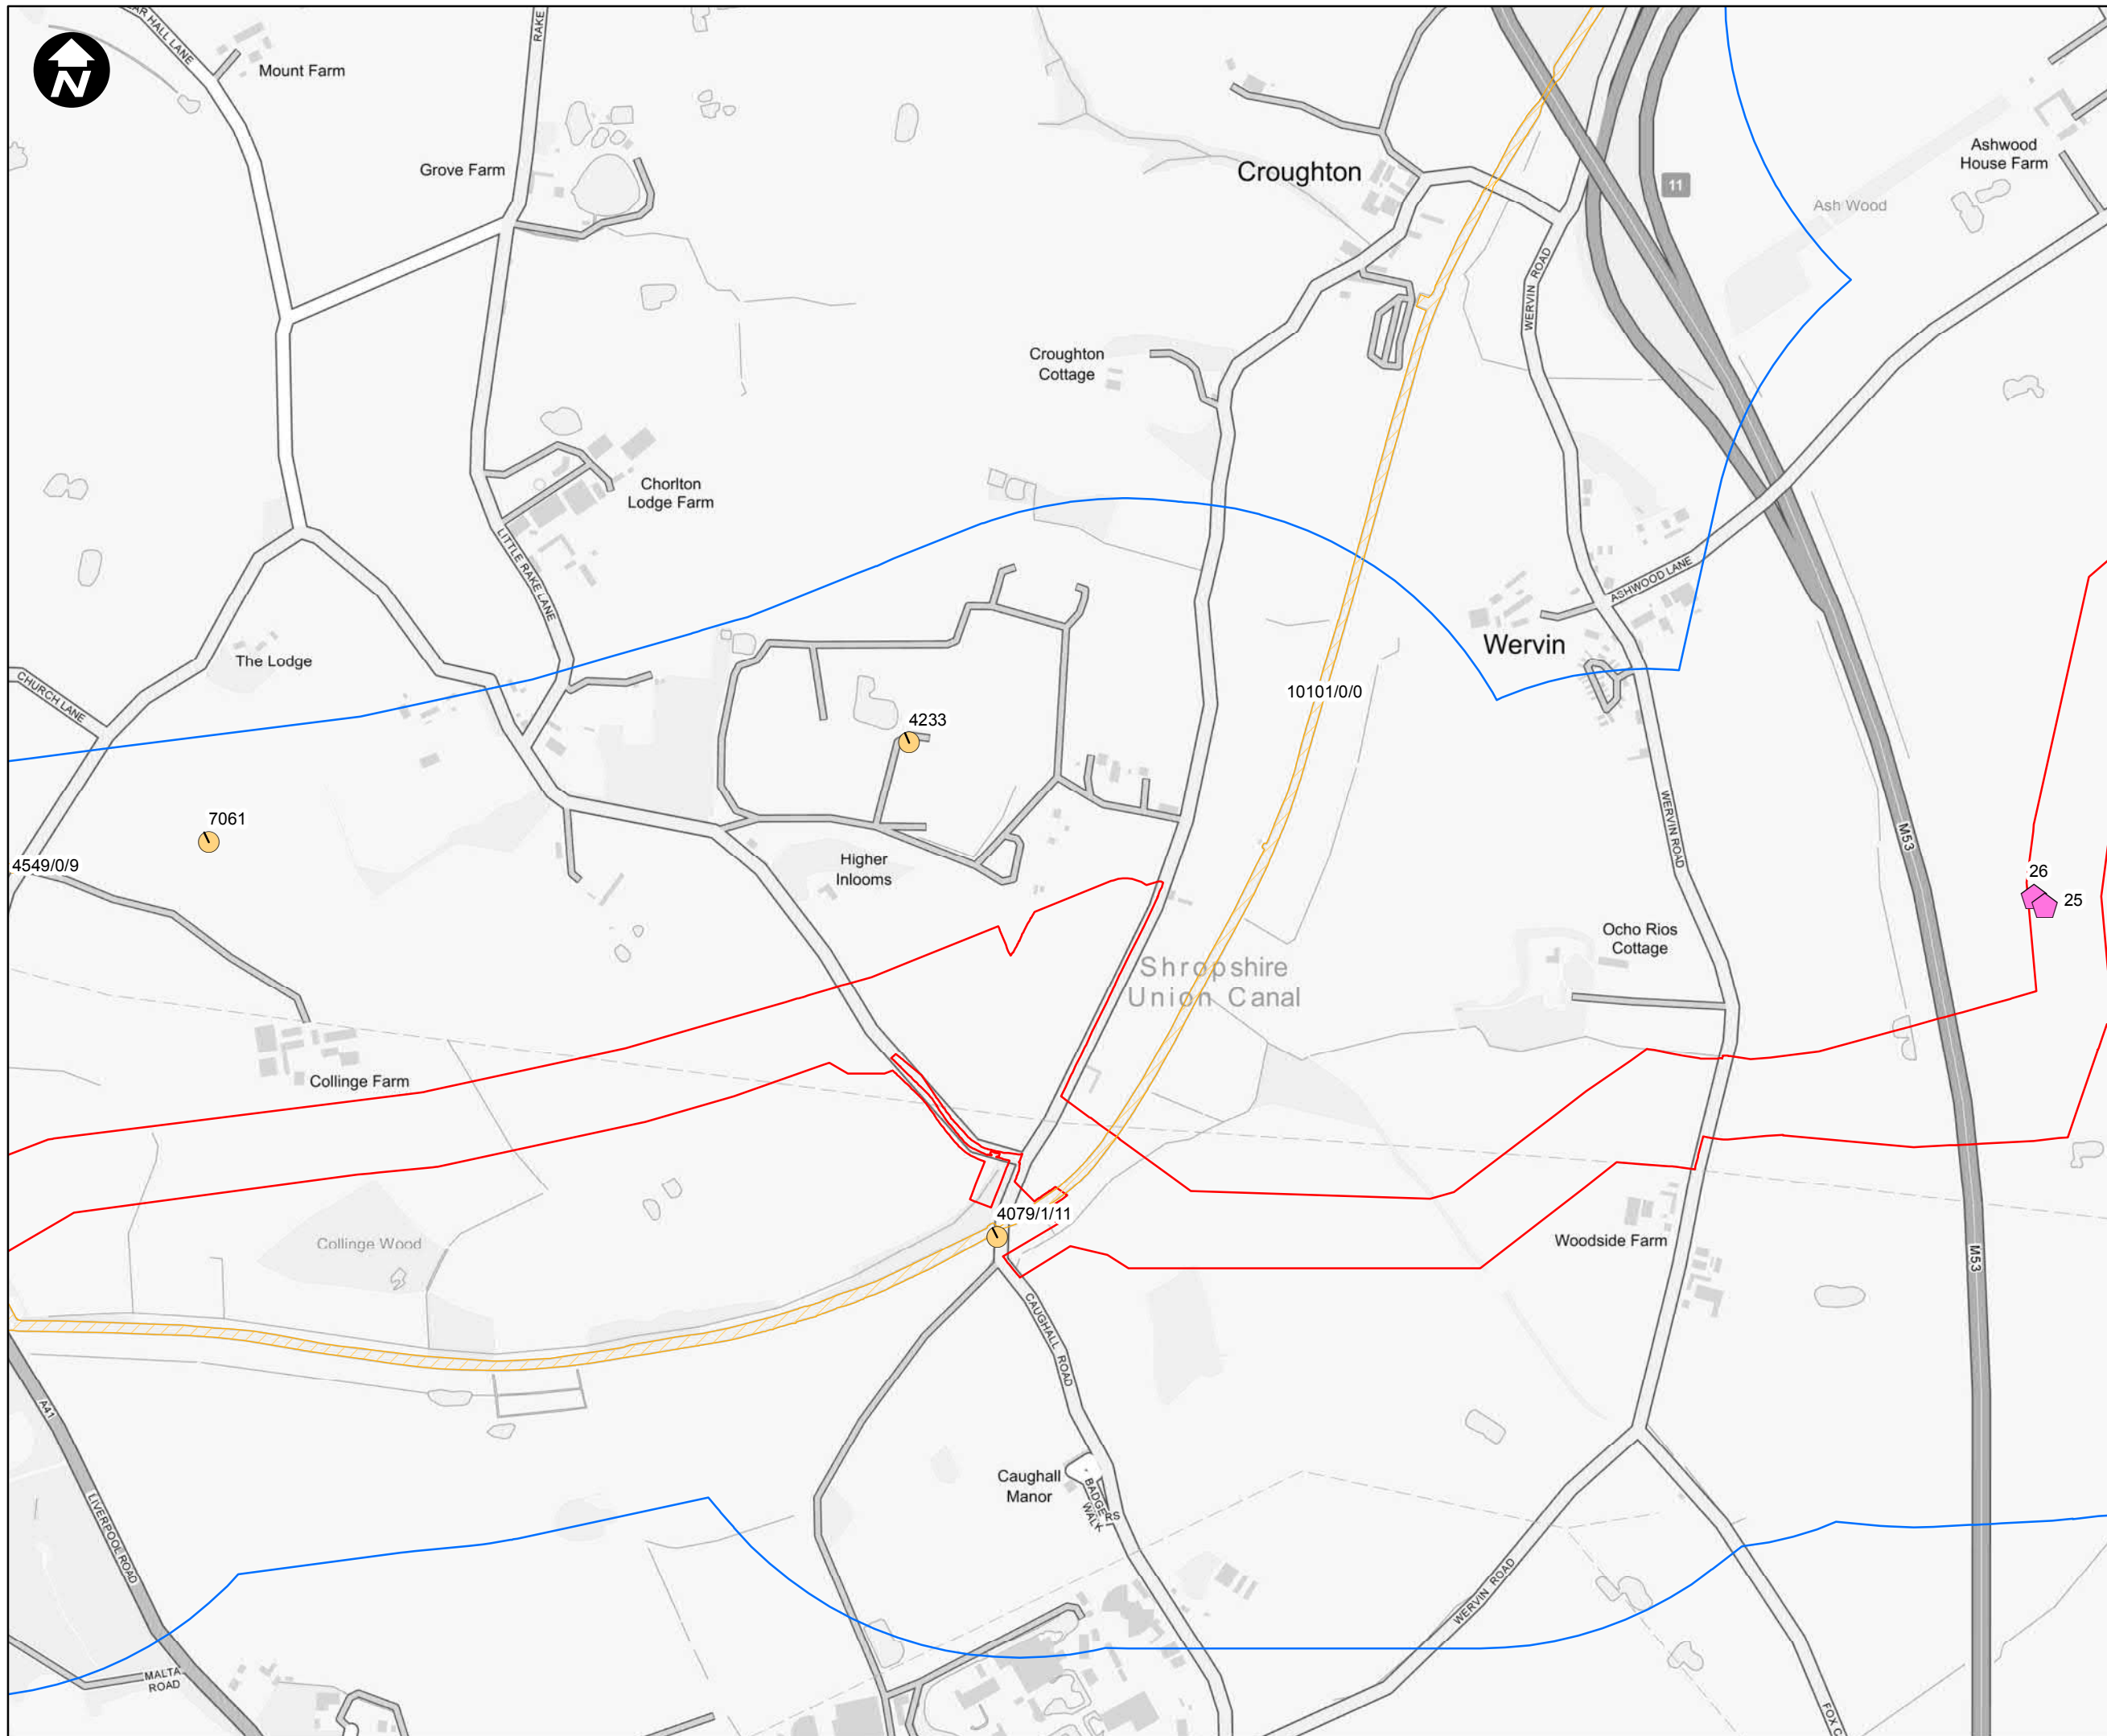 N
RAKE
Mount Farm
Grove Farm
Croughton
11
Ashwood
House Farm
Ash Wood
WERVIN ROAD
Croughton
Cottage
Chorlton
Lodge Farm
LITTLE RAKE LANE
ASHWOOD LANE
Wervin
The Lodge
CHURCH LANE
10101/0/0
4233
7061
4549/0/9
WERVIN ROAD
M53
Higher
Inlooms
26
25
Ocho Rios
Cottage
Shropshire
Union Canal
Collinge Farm
4079/1/11
Collinge Wood
Woodside Farm
M53
CAUGHALL ROAD
A41
LIVERPOOL ROAD
Caughall
Manor
BADGERS
WALK
WERVIN ROAD
MALTA
ROAD